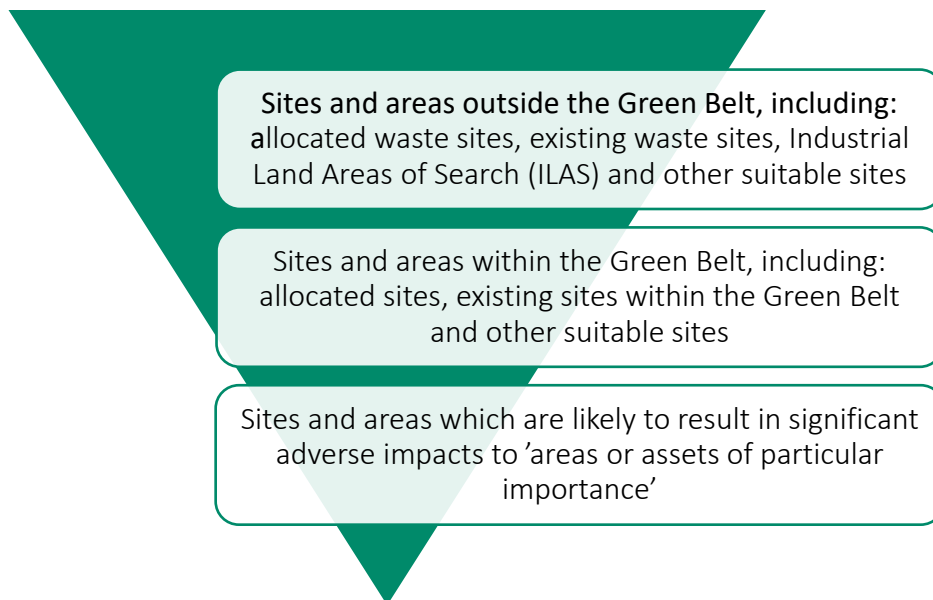 Sites and areas outside the Green Belt, including:
allocated waste sites, existing waste sites, Industrial
Land Areas of Search (ILAS) and other suitable sites
Sites and areas within the Green Belt, including:
allocated sites, existing sites within the Green Belt
and other suitable sites
Sites and areas which are likely to result in significant
adverse impacts to ’areas or assets of particular
importance’